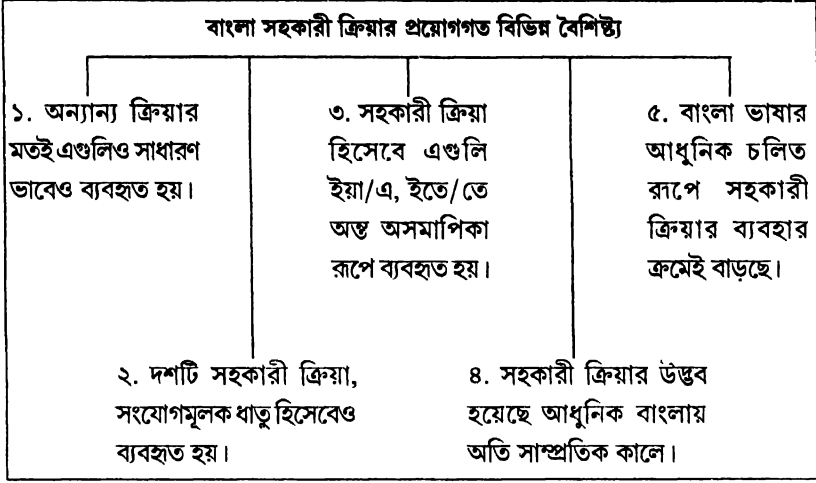 বাংলা সহকারী ক্রিয়ার প্রয়োগগত বিভিন্ন বৈশিষ্ট্য
১. অন্যান্য ক্রিয়ার
মতই এগুলিও সাধারণ
ভাবেও ব্যবহৃত হয়।
৩. সহকারী ক্রিয়া
হিসেবে এগুলি
ইয়া/এ, ইতে/তে
অন্ত অসমাপিকা
রূপে ব্যবহৃত হয়।
৫. বাংলা ভাষার
আধুনিক চলিত
রূপে সহকারী
ক্রিয়ার ব্যবহার
ক্রমেই বাড়ছে।
২. দশটি সহকারী ক্রিয়া,
সংযোগমূলক ধাতু হিসেবেও
ব্যবহৃত হয়।
৪. সহকারী ক্রিয়ার উদ্ভব
হয়েছে আধুনিক বাংলায়
অতি সাম্প্রতিক কালে।